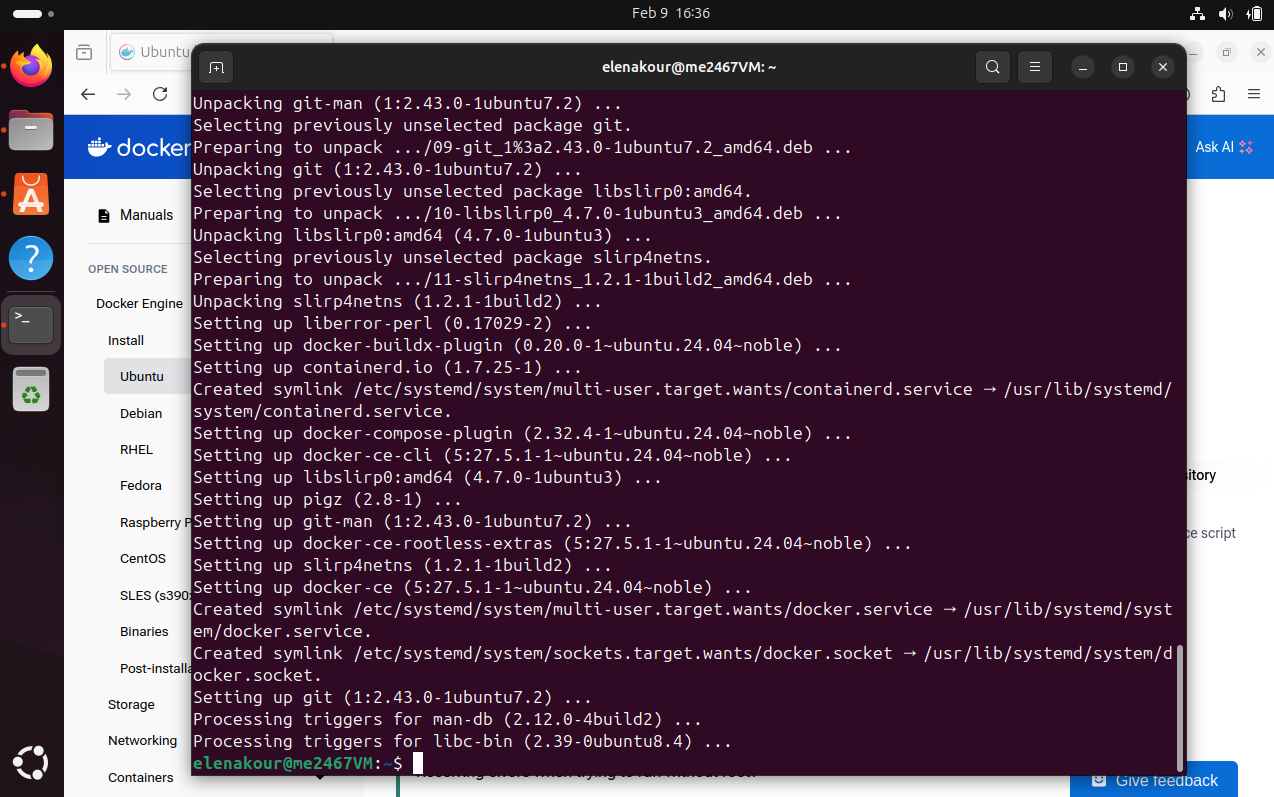 Feb 9 16:36
Ubuntu
elenakour@me2467VM: ~
docker
Ask AI
Manuals
OPEN SOURCE
Docker Engine
Install
Ubuntu
Debian
RHEL
Fedora
Raspberry P
CentOS
SLES (s390
Binaries
Post-installa
Storage
Networking
Containers
Unpacking git-man (1:2.43.0-1ubuntu7.2) ...
Selecting previously unselected package git.
Preparing to unpack .../09-git_1%3a2.43.0-1ubuntu7.2_amd64.deb ...
Unpacking git (1:2.43.0-1ubuntu7.2) ...
Selecting previously unselected package libslirp0:amd64.
Preparing to unpack .../10-libslirp0_4.7.0-1ubuntu3_amd64.deb ...
Unpacking libslirp0:amd64 (4.7.0-1ubuntu3) ...
Selecting previously unselected package slirp4netns.
Preparing to unpack .../11-slirp4netns_1.2.1-1build2_amd64.deb ...
Unpacking slirp4netns (1.2.1-1build2) ...
Setting up liberror-perl (0.17029-2) ...
Setting up docker-buildx-plugin (0.20.0-1~ubuntu.24.04~noble) ...
Setting up containerd.io (1.7.25-1) ...
Created symlink /etc/systemd/system/multi-user.target.wants/containerd.service → /usr/lib/systemd/
system/containerd.service.
Setting up docker-compose-plugin (2.32.4-1~ubuntu.24.04~noble) ...
Setting up docker-ce-cli (5:27.5.1-1~ubuntu.24.04~noble) ...
Setting up libslirp0:amd64 (4.7.0-1ubuntu3) ...
Setting up pigz (2.8-1) ...
Setting up git-man (1:2.43.0-1ubuntu7.2) ...
Setting up docker-ce-rootless-extras (5:27.5.1-1~ubuntu.24.04~noble) ...
Setting up slirp4netns (1.2.1-1build2) ...
Setting up docker-ce (5:27.5.1-1~ubuntu.24.04~noble) ...
Created symlink /etc/systemd/system/multi-user.target.wants/docker.service → /usr/lib/systemd/syst
em/docker.service.
Created symlink /etc/systemd/system/sockets.target.wants/docker.socket → /usr/lib/systemd/system/d
ocker.socket.
Setting up git (1:2.43.0-1ubuntu7.2) ...
Processing triggers for man-db (2.12.0-4build2) ...
Processing triggers for libc-bin (2.39-0ubuntu8.4) ...
elenakour@me2467VM:~$
itory
ce script
Give feedback